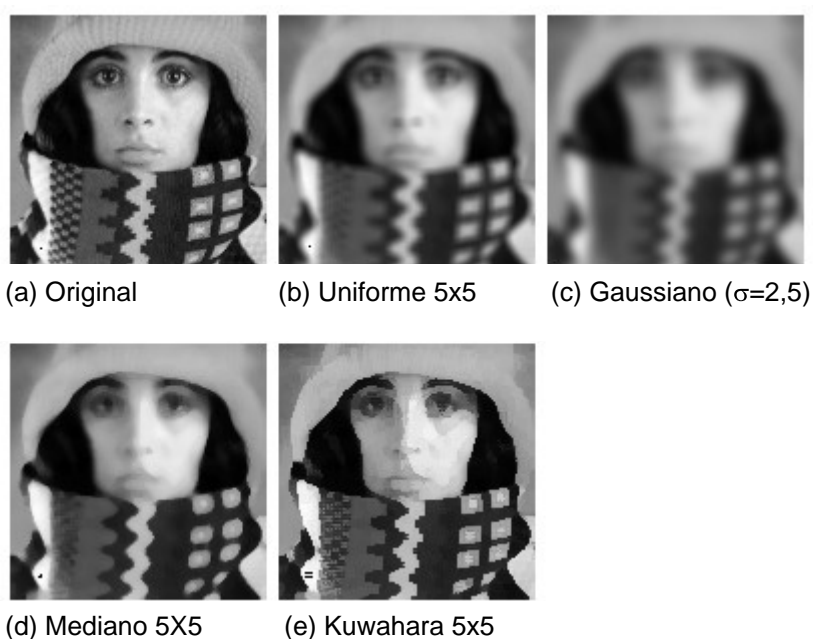 (a) Original
(b) Uniforme 5x5
(c) Gaussiano (σ=2,5)
(d) Mediano 5X5
(e) Kuwahara 5x5